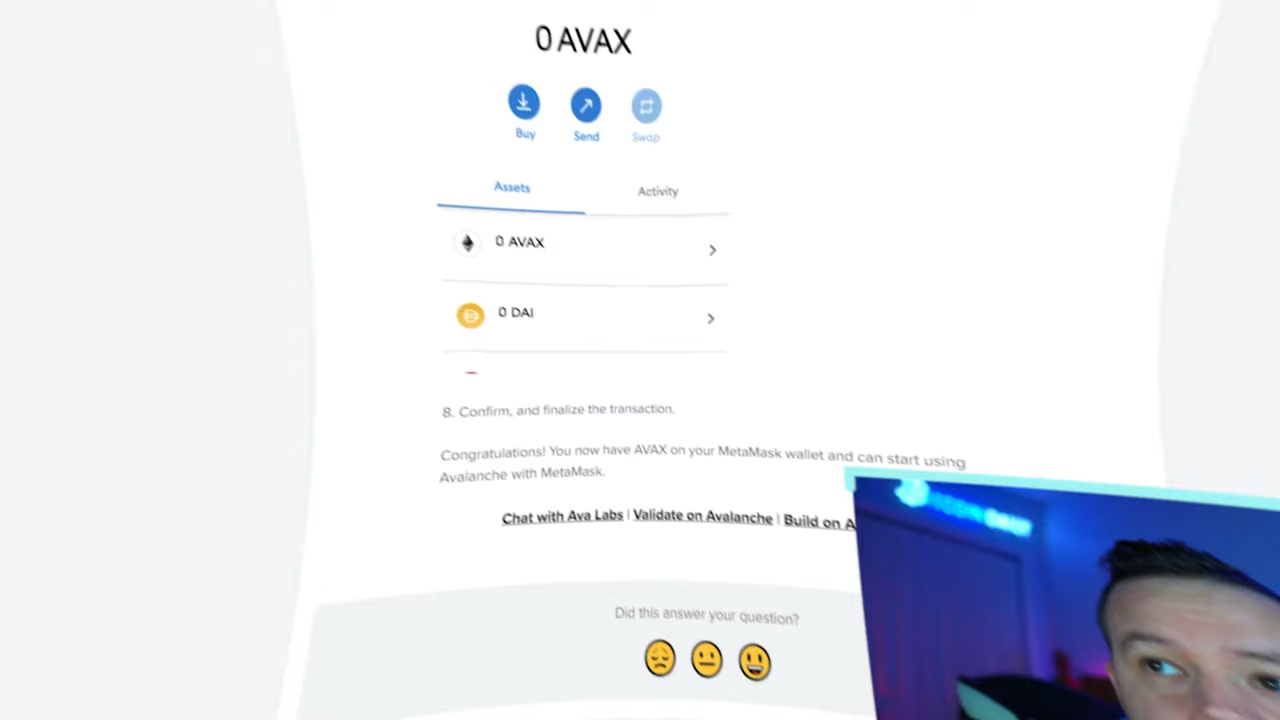 0 AVAX
Buy
Send
Swap
Assets
Activity
0 AVAX
0 DAI
8. Confirm, and finalize the transaction.
Congratulations! You now have AVAX on your MetaMask wallet and can start using
Avalanche with MetaMask.
Chat with Ava Labs | Validate on Avalanche | Build on A
Did this answer your question?